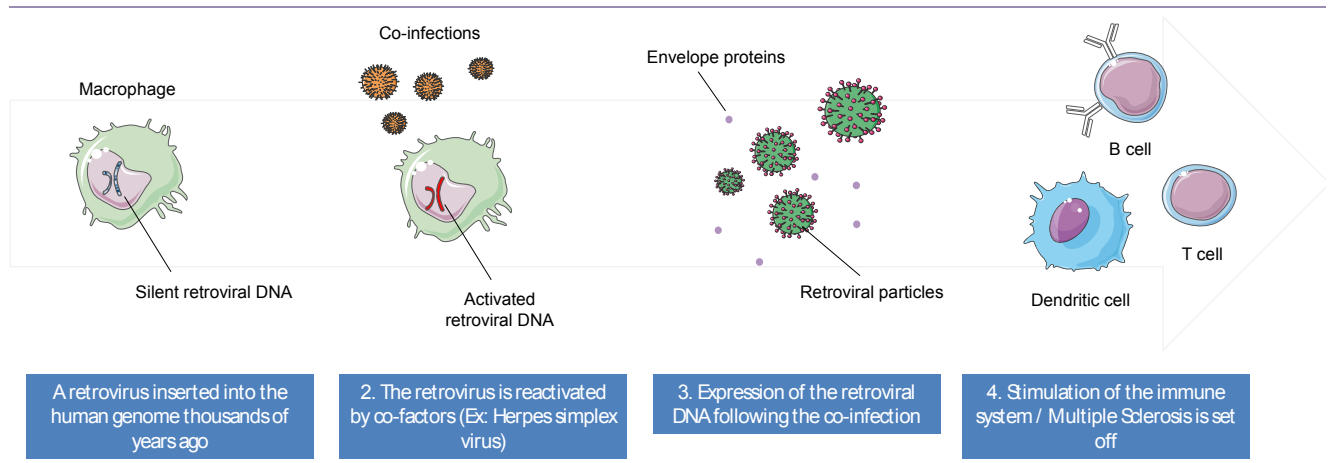 Co-infections
Envelope proteins
Macrophage
B cell
T cell
Silent retroviral DNA
Activated
retroviral DNA
Retroviral particles
Dendritic cell
A retrovirus inserted into the
human genome thousands of
years ago
2. The retrovirus is reactivated
by co-factors (Ex: Herpes simplex
virus)
3. Expression of the retroviral
DNA following the co-infection
4. Stimulation of the immune
system / Multiple Sclerosis is set
off